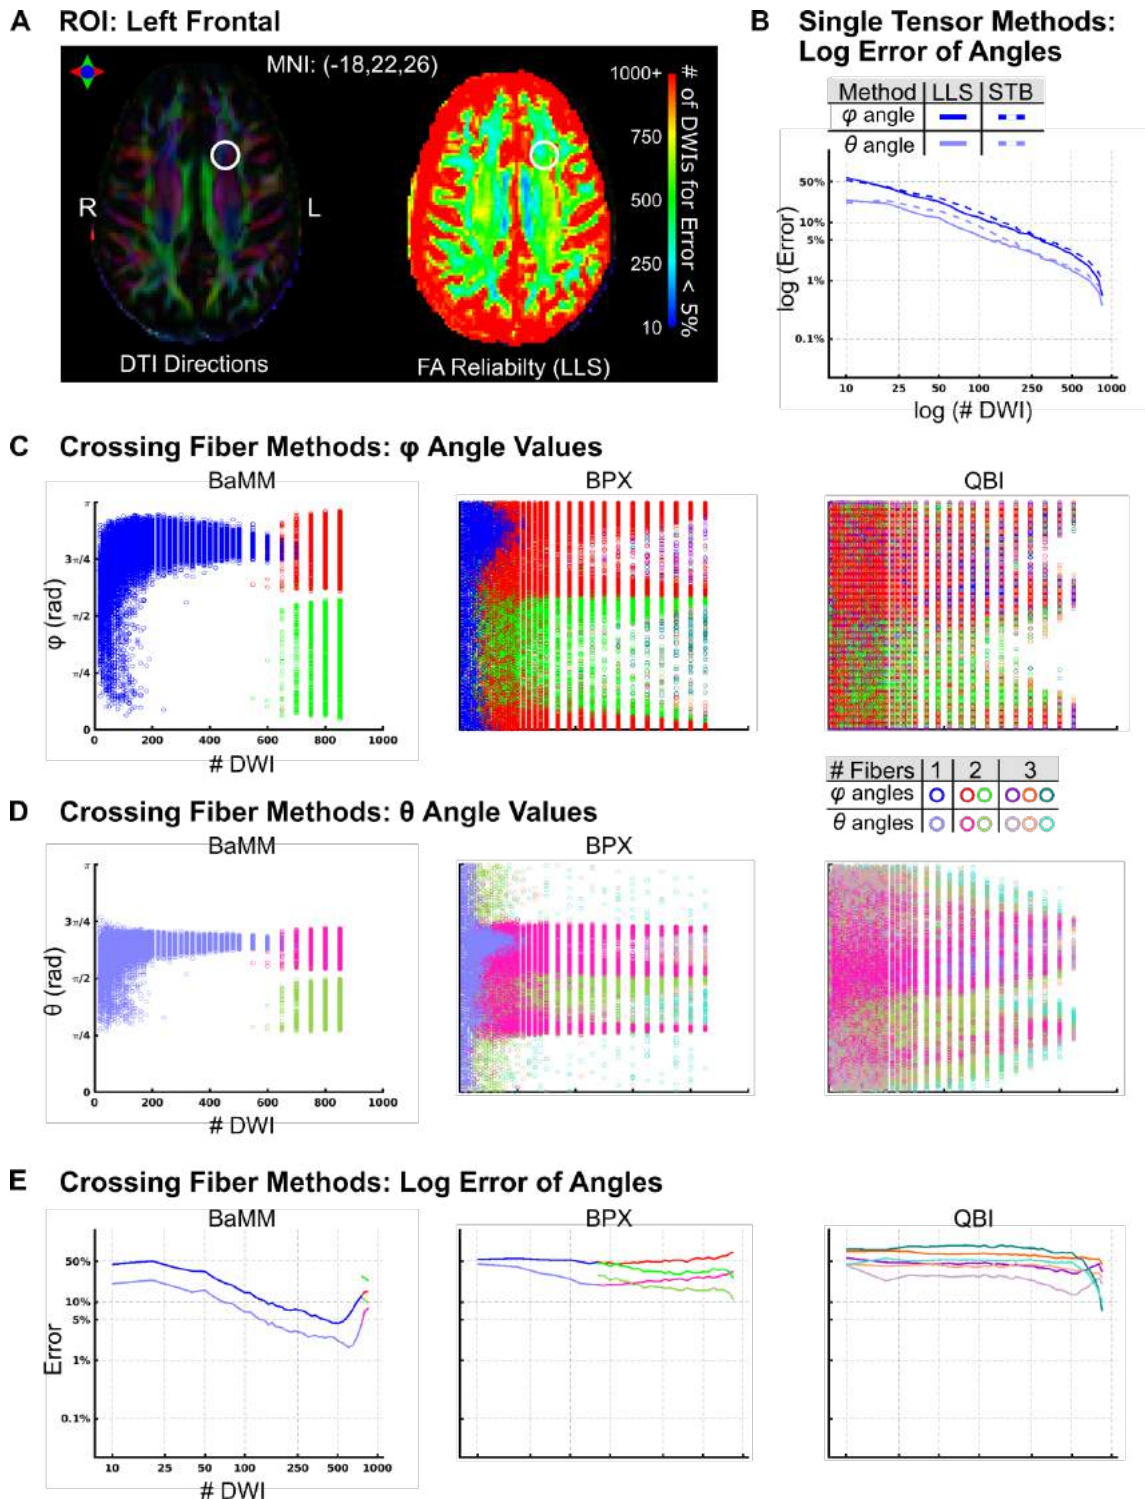 A ROI: Left Frontal
MNI: (-18,22,26)
R
L
DTI Directions
FA Reliabilty (LLS)
1000+
750
500
250
10
# of DWIs for Error < 5%
B Single Tensor Methods:
Log Error of Angles
Method LLS STB
φ angle
θ angle
log (Error)
50%
10%
5%
1%
0.1%
10 25 50 100 250 500 1000
log (# DWI)
C Crossing Fiber Methods: φ Angle Values
BaMM BPX QBI
φ (rad)
π
3π/4
π/2
π/4
0
0 200 400 600 800 1000
# DWI
# Fibers 1 2 3
φ angles
θ angles
D Crossing Fiber Methods: θ Angle Values
BaMM BPX
θ (rad)
π
3π/4
π/2
π/4
0
0 200 400 600 800 1000
# DWI
E Crossing Fiber Methods: Log Error of Angles
BaMM BPX QBI
Error
50%
10%
5%
1%
0.1%
10 25 50 100 250 500 1000
# DWI